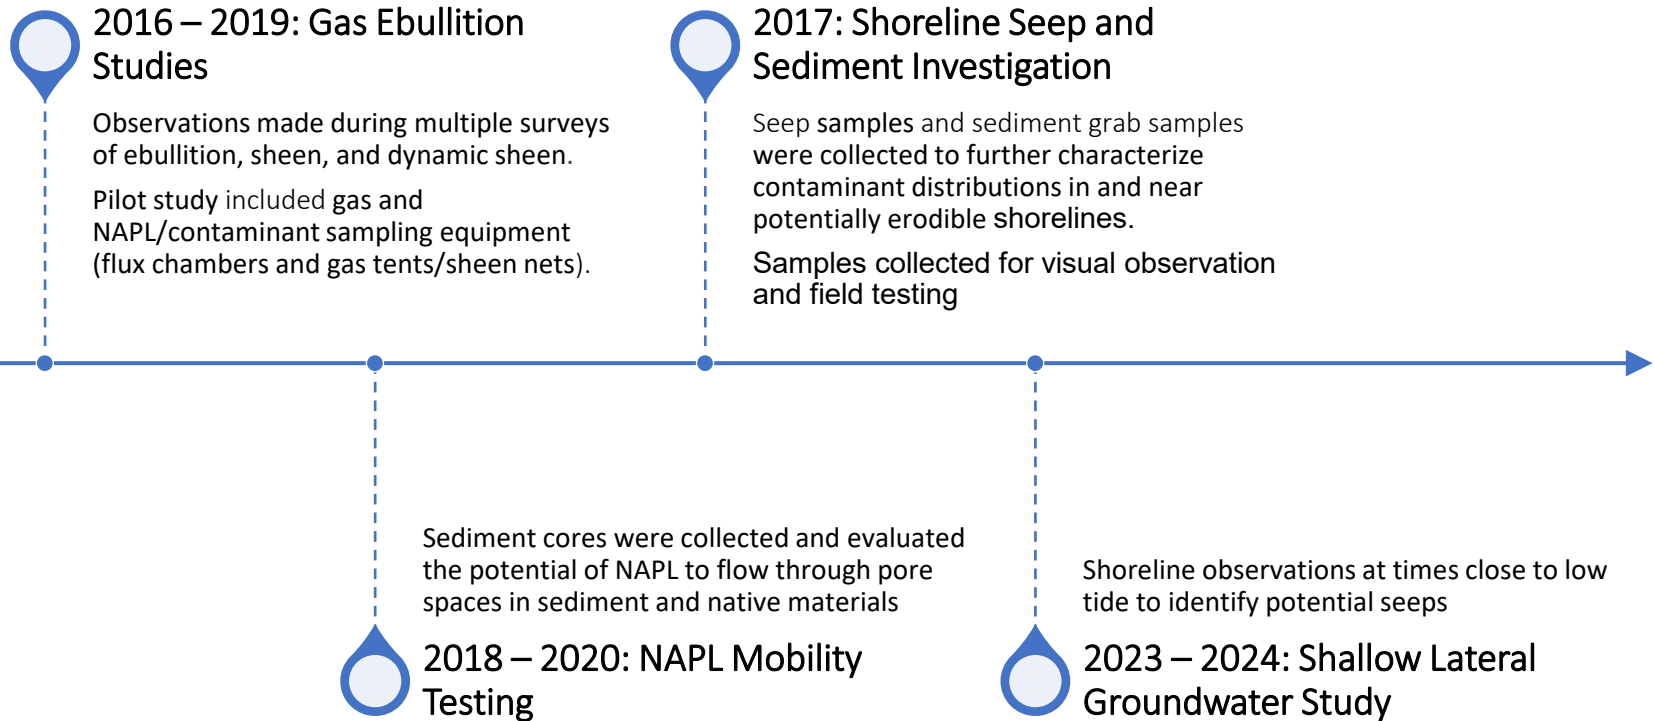 2016 – 2019: Gas Ebullition
Studies
Observations made during multiple surveys
of ebullition, sheen, and dynamic sheen.
Pilot study included gas and
NAPL/contaminant sampling equipment
(flux chambers and gas tents/sheen nets).
2017: Shoreline Seep and
Sediment Investigation
Seep samples and sediment grab samples
were collected to further characterize
contaminant distributions in and near
potentially erodible shorelines.
Samples collected for visual observation
and field testing
Sediment cores were collected and evaluated
the potential of NAPL to flow through pore
spaces in sediment and native materials
2018 – 2020: NAPL Mobility
Testing
Shoreline observations at times close to low
tide to identify potential seeps
2023 – 2024: Shallow Lateral
Groundwater Study